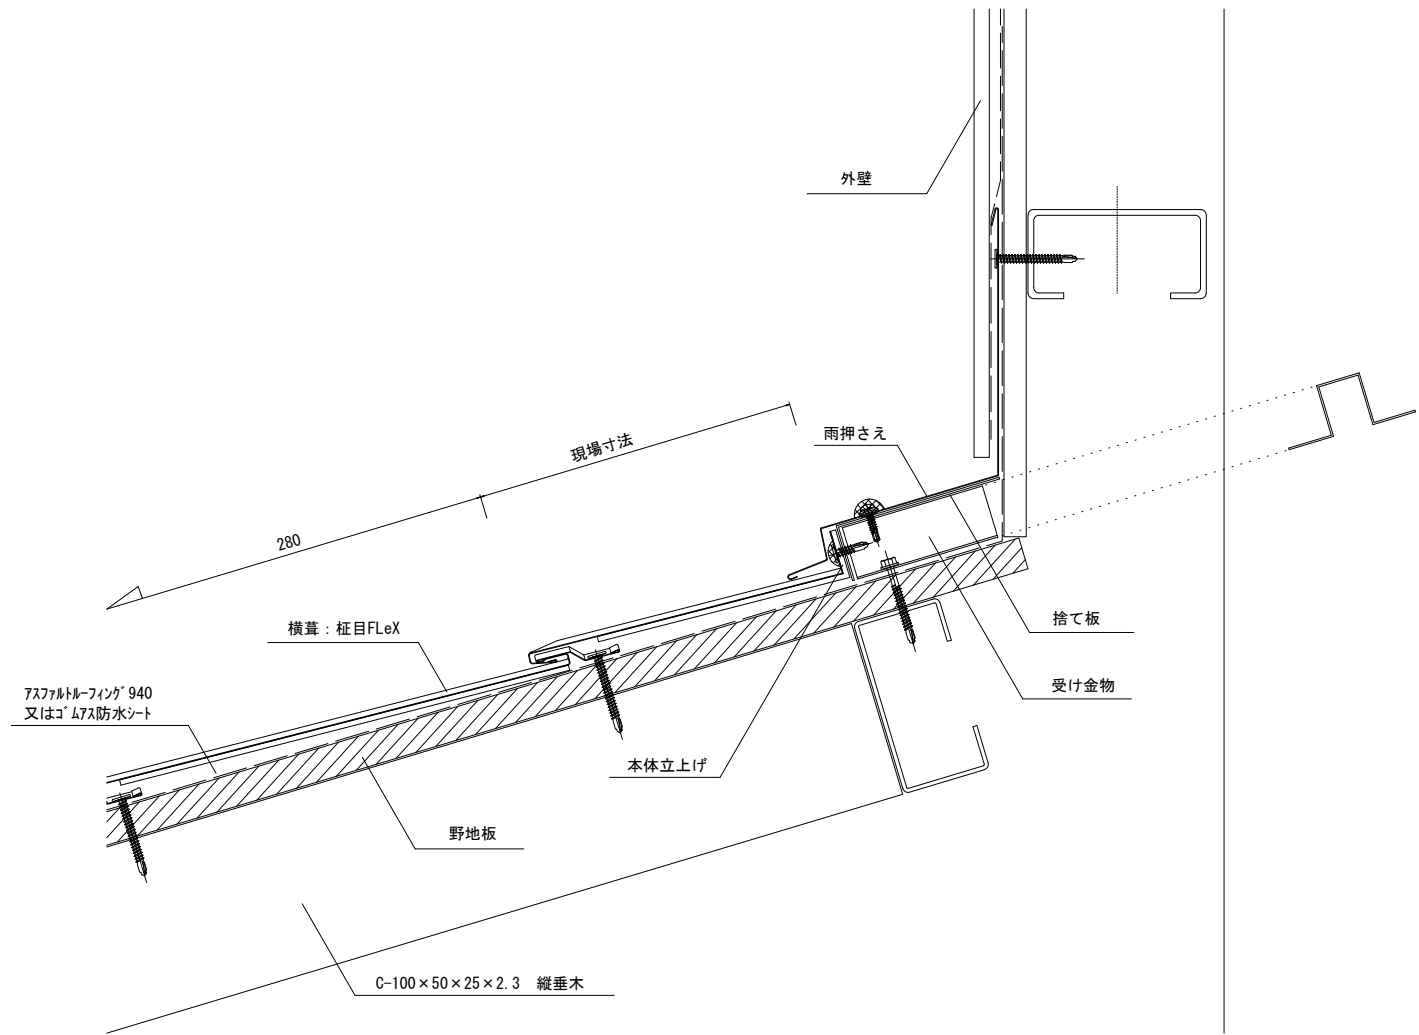 外壁
雨押さえ
現場寸法
280
横葺：柾目FLeX
捨て板
受け金物
ｱｽﾌｧﾙﾄﾙｰﾌｨﾝｸﾞ940
又はｺﾞﾑｱｽ防水ｼｰﾄ
本体立上げ
野地板
C-100×50×25×2.3　縦垂木